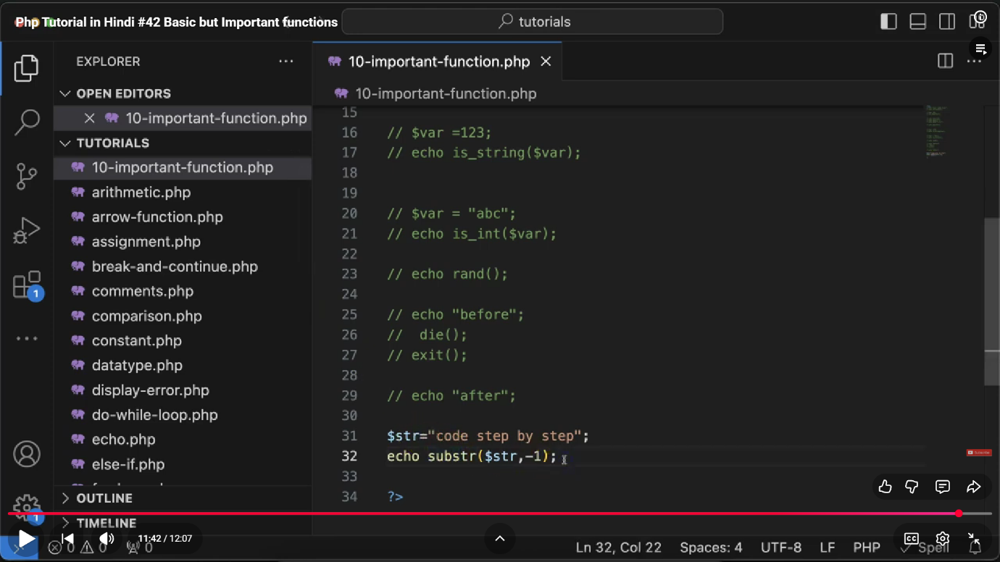 Php Tutorial in Hindi #42 Basic but Important functions
tutorials
EXPLORER
10-important-function.php
OPEN EDITORS
10-important-function.php
10-important-function.php
TUTORIALS
10-important-function.php
arithmetic.php
arrow-function.php
assignment.php
break-and-continue.php
comments.php
comparison.php
constant.php
datatype.php
display-error.php
do-while-loop.php
echo.php
else-if.php
OUTLINE
TIMELINE
1
1
15
16 // $var =123;
17 // echo is_string($var);
18
19
20 // $var = "abc";
21 // echo is_int($var);
22
23 // echo rand();
24
25 // echo "before";
26 //  die();
27 // exit();
28
29 // echo "after";
30
31 $str="code step by step";
32 echo substr($str,-1);
33
34 ?>
Subscribe
11:42 / 12:07
0 0 0
Ln 32, Col 22 Spaces: 4 UTF-8 LF PHP Spell
CC